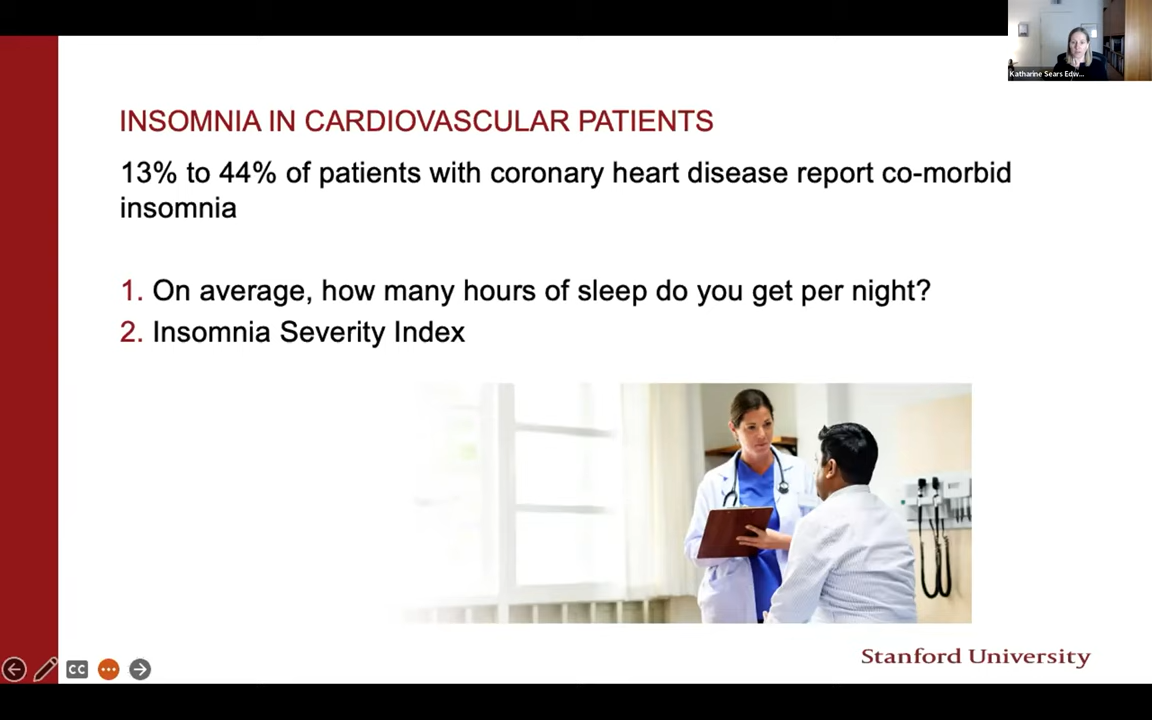 Katharine Sears Edw...
INSOMNIA IN CARDIOVASCULAR PATIENTS
13% to 44% of patients with coronary heart disease report co-morbid
insomnia
1. On average, how many hours of sleep do you get per night?
2. Insomnia Severity Index
CC
Stanford University